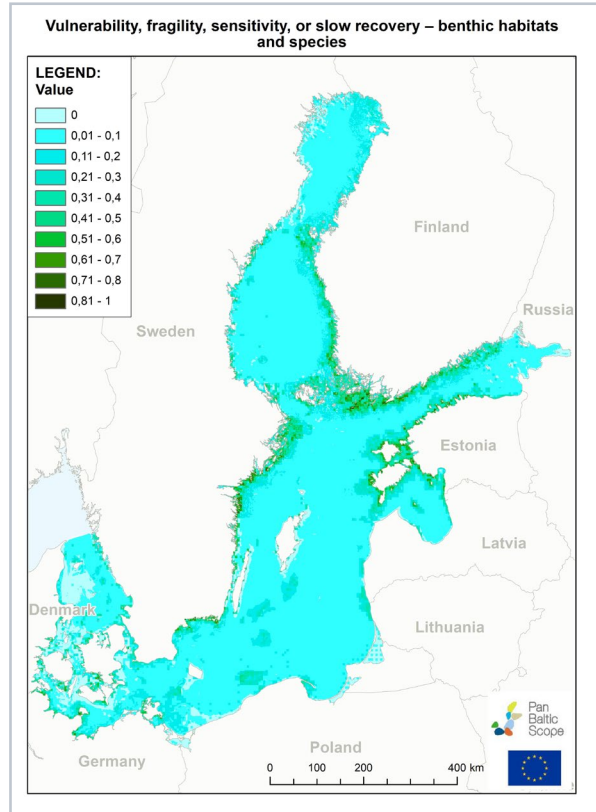 Vulnerability, fragility, sensitivity, or slow recovery – benthic habitats
and species
LEGEND:
Value
0
0,01 - 0,1
0,11 - 0,2
0,21 - 0,3
0,31 - 0,4
0,41 - 0,5
0,51 - 0,6
0,61 - 0,7
0,71 - 0,8
0,81 - 1
Finland
Russia
Sweden
Estonia
Latvia
Denmark
Lithuania
Pan
Baltic
Scope
Germany
Poland
0 100 200 400 km